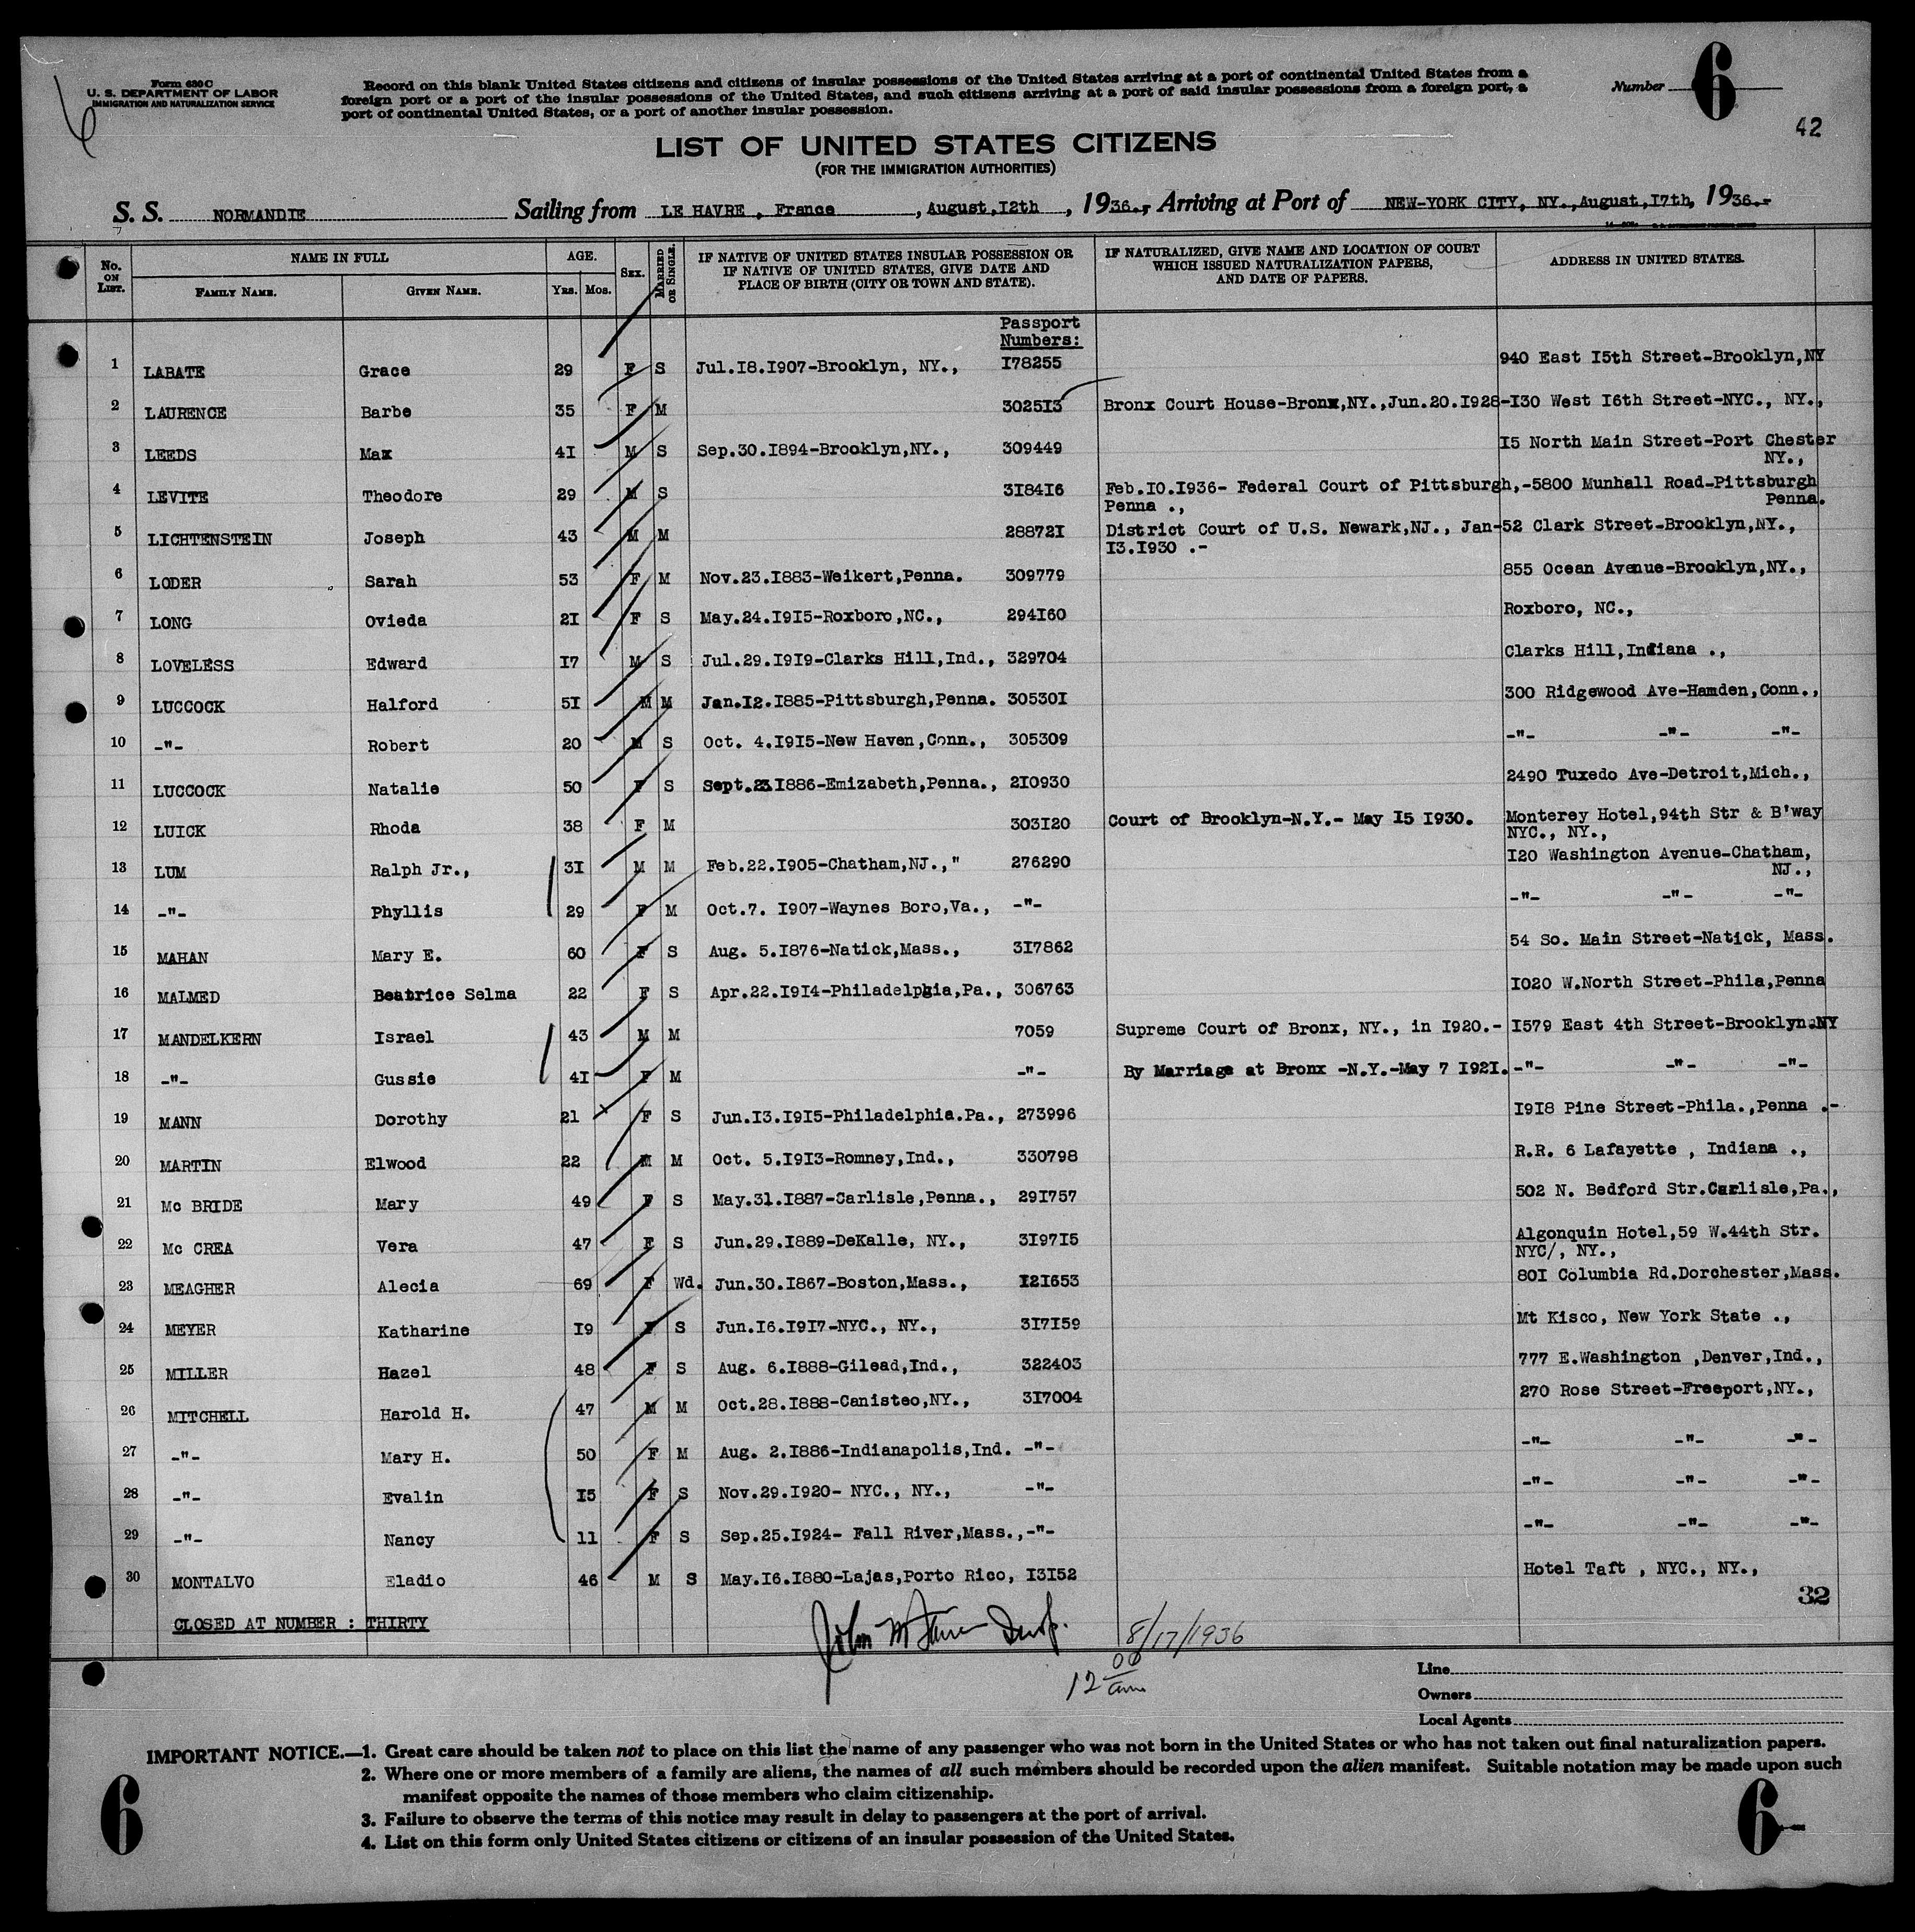 Form 630 C
U. S. DEPARTMENT OF LABOR
IMMIGRATION AND NATURALIZATION SERVICE
Record on this blank United States citizens and citizens of insular possessions of the United States arriving at a port of continental United States from a
foreign port or a port of the insular possessions of the United States, and such citizens arriving at a port of said insular possessions from a foreign port, a
port of continental United States, or a port of another insular possession.
Number 6
6
42
LIST OF UNITED STATES CITIZENS
(FOR THE IMMIGRATION AUTHORITIES)
S. S. NORMANDIE Sailing from LE HAVRE , France , August,12th , 1936.- Arriving at Port of NEW-YORK CITY, NY.,August,17th, 1936.-
No. ON LIST. NAME IN FULL FAMILY NAME. GIVEN NAME. AGE. YRS. MOS. SEX. MARRIED OR SINGLE. IF NATIVE OF UNITED STATES INSULAR POSSESSION OR IF NATIVE OF UNITED STATES, GIVE DATE AND PLACE OF BIRTH (CITY OR TOWN AND STATE). IF NATURALIZED, GIVE NAME AND LOCATION OF COURT WHICH ISSUED NATURALIZATION PAPERS, AND DATE OF PAPERS. ADDRESS IN UNITED STATES.
Passport
Numbers:
1 LABATE Grace 29 F S Jul.18.1907-Brooklyn, NY., 178255 940 East 15th Street-Brooklyn,NY
2 LAURENCE Barbe 35 F M 302513 Bronx Court House-Bronx,NY.,Jun.20.1928-130 West 16th Street-NYC., NY.,
3 LEEDS Max 41 M S Sep.30.1894-Brooklyn,NY., 309449 15 North Main Street-Port Chester
NY.,
4 LEVITE Theodore 29 M S 318416 Feb.10.1936- Federal Court of Pittsburgh,-5800 Munhall Road-Pittsburgh
Penna ., Penna.
5 LICHTENSTEIN Joseph 43 M M 288721 District Court of U.S. Newark,NJ., Jan-52 Clark Street-Brooklyn,NY.,
13.1930 .-
6 LODER Sarah 53 F M Nov.23.1883-Weikert,Penna. 309779 855 Ocean Avenue-Brooklyn,NY.,
7 LONG Ovieda 21 F S May.24.1915-Roxboro,NC., 294160 Roxboro, NC.,
8 LOVELESS Edward 17 M S Jul.29.1919-Clarks Hill,Ind., 329704 Clarks Hill,Indiana .,
9 LUCCOCK Halford 51 M M Jan.12.1885-Pittsburgh,Penna. 305301 300 Ridgewood Ave-Hamden,Conn.,
10 -"- Robert 20 M S Oct. 4.1915-New Haven,Conn., 305309 -"- -"- -"-
11 LUCCOCK Natalie 50 F S Sept.23.1886-Emizabeth,Penna., 210930 2490 Tuxedo Ave-Detroit,Mich.,
12 LUICK Rhoda 38 F M 303120 Court of Brooklyn-N.Y.- May 15 1930. Monterey Hotel,94th Str & B'way
NYC., NY.,
13 LUM Ralph Jr., 31 M M Feb.22.1905-Chatham,NJ.," 276290 120 Washington Avenue-Chatham,
NJ.,
14 -"- Phyllis 29 F M Oct.7. 1907-Waynes Boro,Va., -"- -"- -"- -"-
15 MAHAN Mary E. 60 F S Aug. 5.1876-Natick,Mass., 317862 54 So. Main Street-Natick, Mass.
16 MALMED Beatrice Selma 22 F S Apr.22.1914-Philadelphia,Pa., 306763 1020 W.North Street-Phila,Penna
17 MANDELKERN Israel 43 M M 7059 Supreme Court of Bronx, NY., in 1920.- 1579 East 4th Street-Brooklyn.NY
18 -"- Gussie 41 F M -"- By Marriage at Bronx -N.Y.-May 7 1921. -"- -"- -"-
19 MANN Dorothy 21 F S Jun.13.1915-Philadelphia.Pa., 273996 1918 Pine Street-Phila.,Penna .-
20 MARTIN Elwood 22 M M Oct. 5.1913-Romney,Ind., 330798 R.R. 6 Lafayette , Indiana .,
21 Mc BRIDE Mary 49 F S May.31.1887-Carlisle,Penna., 291757 502 N. Bedford Str.Carlisle,Pa.,
22 Mc CREA Vera 47 F S Jun.29.1889-DeKalle, NY., 319715 Algonquin Hotel,59 W.44th Str.
NYC/, NY.,
23 MEAGHER Alecia 69 F Wd. Jun.30.1867-Boston,Mass., 121653 801 Columbia Rd.Dorchester,Mass.
24 MEYER Katharine 19 F S Jun.16.1917-NYC., NY., 317159 Mt Kisco, New York State .,
25 MILLER Hazel 48 F S Aug. 6.1888-Gilead,Ind., 322403 777 E.Washington ,Denver,Ind.,
26 MITCHELL Harold H. 47 M M Oct.28.1888-Canisteo,NY., 317004 270 Rose Street-Freeport,NY.,
27 -"- Mary H. 50 F M Aug. 2.1886-Indianapolis,Ind. -"- -"- -"- -"-
28 -"- Evalin 15 F S Nov.29.1920- NYC., NY., -"- -"- -"- -"-
29 -"- Nancy 11 F S Sep.25.1924- Fall River,Mass.,-"- -"- -"- -"-
30 MONTALVO Eladio 46 M S May.16.1880-Lajas,Porto Rico, 13152 Hotel Taft , NYC., NY.,
32
CLOSED AT NUMBER : THIRTY
John M Insp. 8/17/1936
12 00 am
Line
Owners
Local Agents
IMPORTANT NOTICE.—1. Great care should be taken not to place on this list the name of any passenger who was not born in the United States or who has not taken out final naturalization papers.
2. Where one or more members of a family are aliens, the names of all such members should be recorded upon the alien manifest. Suitable notation may be made upon such
manifest opposite the names of those members who claim citizenship.
3. Failure to observe the terms of this notice may result in delay to passengers at the port of arrival.
4. List on this form only United States citizens or citizens of an insular possession of the United States.
6 6-